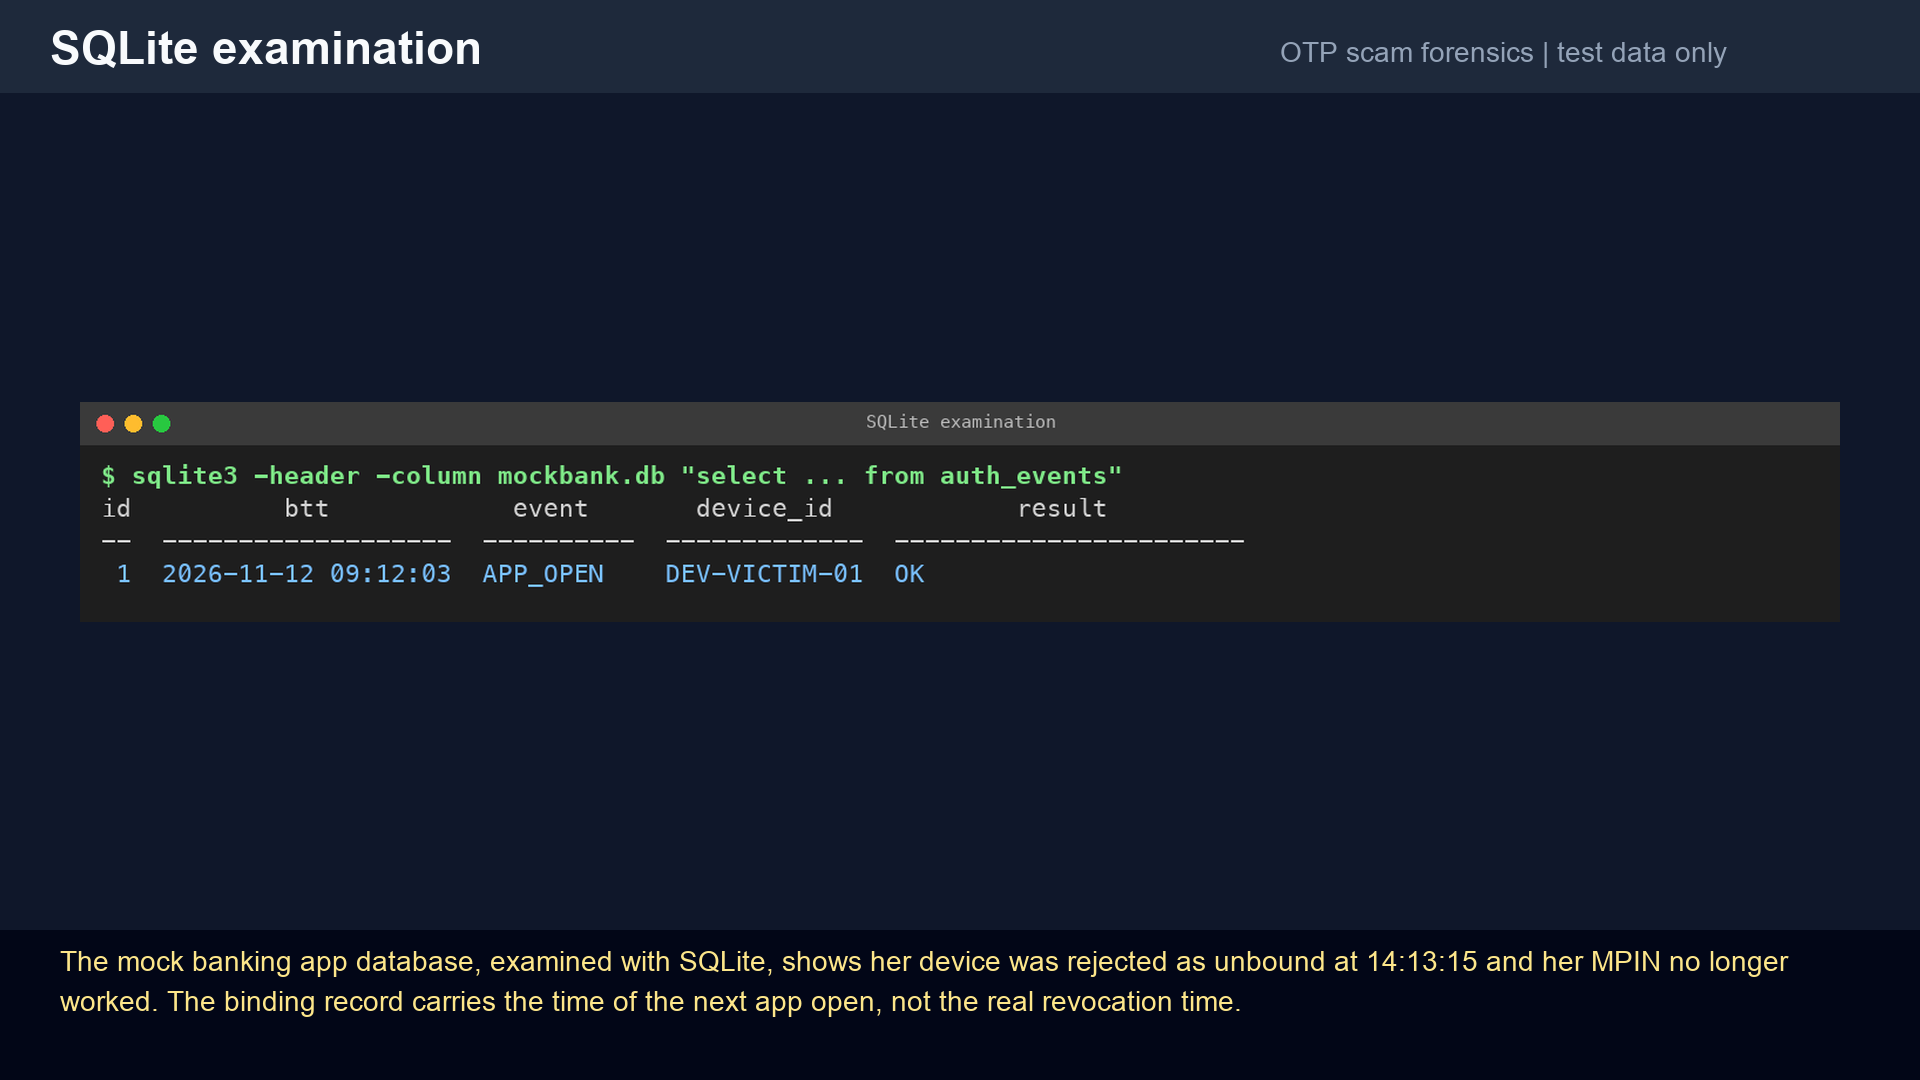 SQLite examination
OTP scam forensics | test data only
SQLite examination
$ sqlite3 -header -column mockbank.db "select ... from auth_events"
id          btt            event       device_id            result
--  -------------------  ----------  -------------  -----------------------
 1  2026-11-12 09:12:03  APP_OPEN    DEV-VICTIM-01  OK
The mock banking app database, examined with SQLite, shows her device was rejected as unbound at 14:13:15 and her MPIN no longer
worked. The binding record carries the time of the next app open, not the real revocation time.